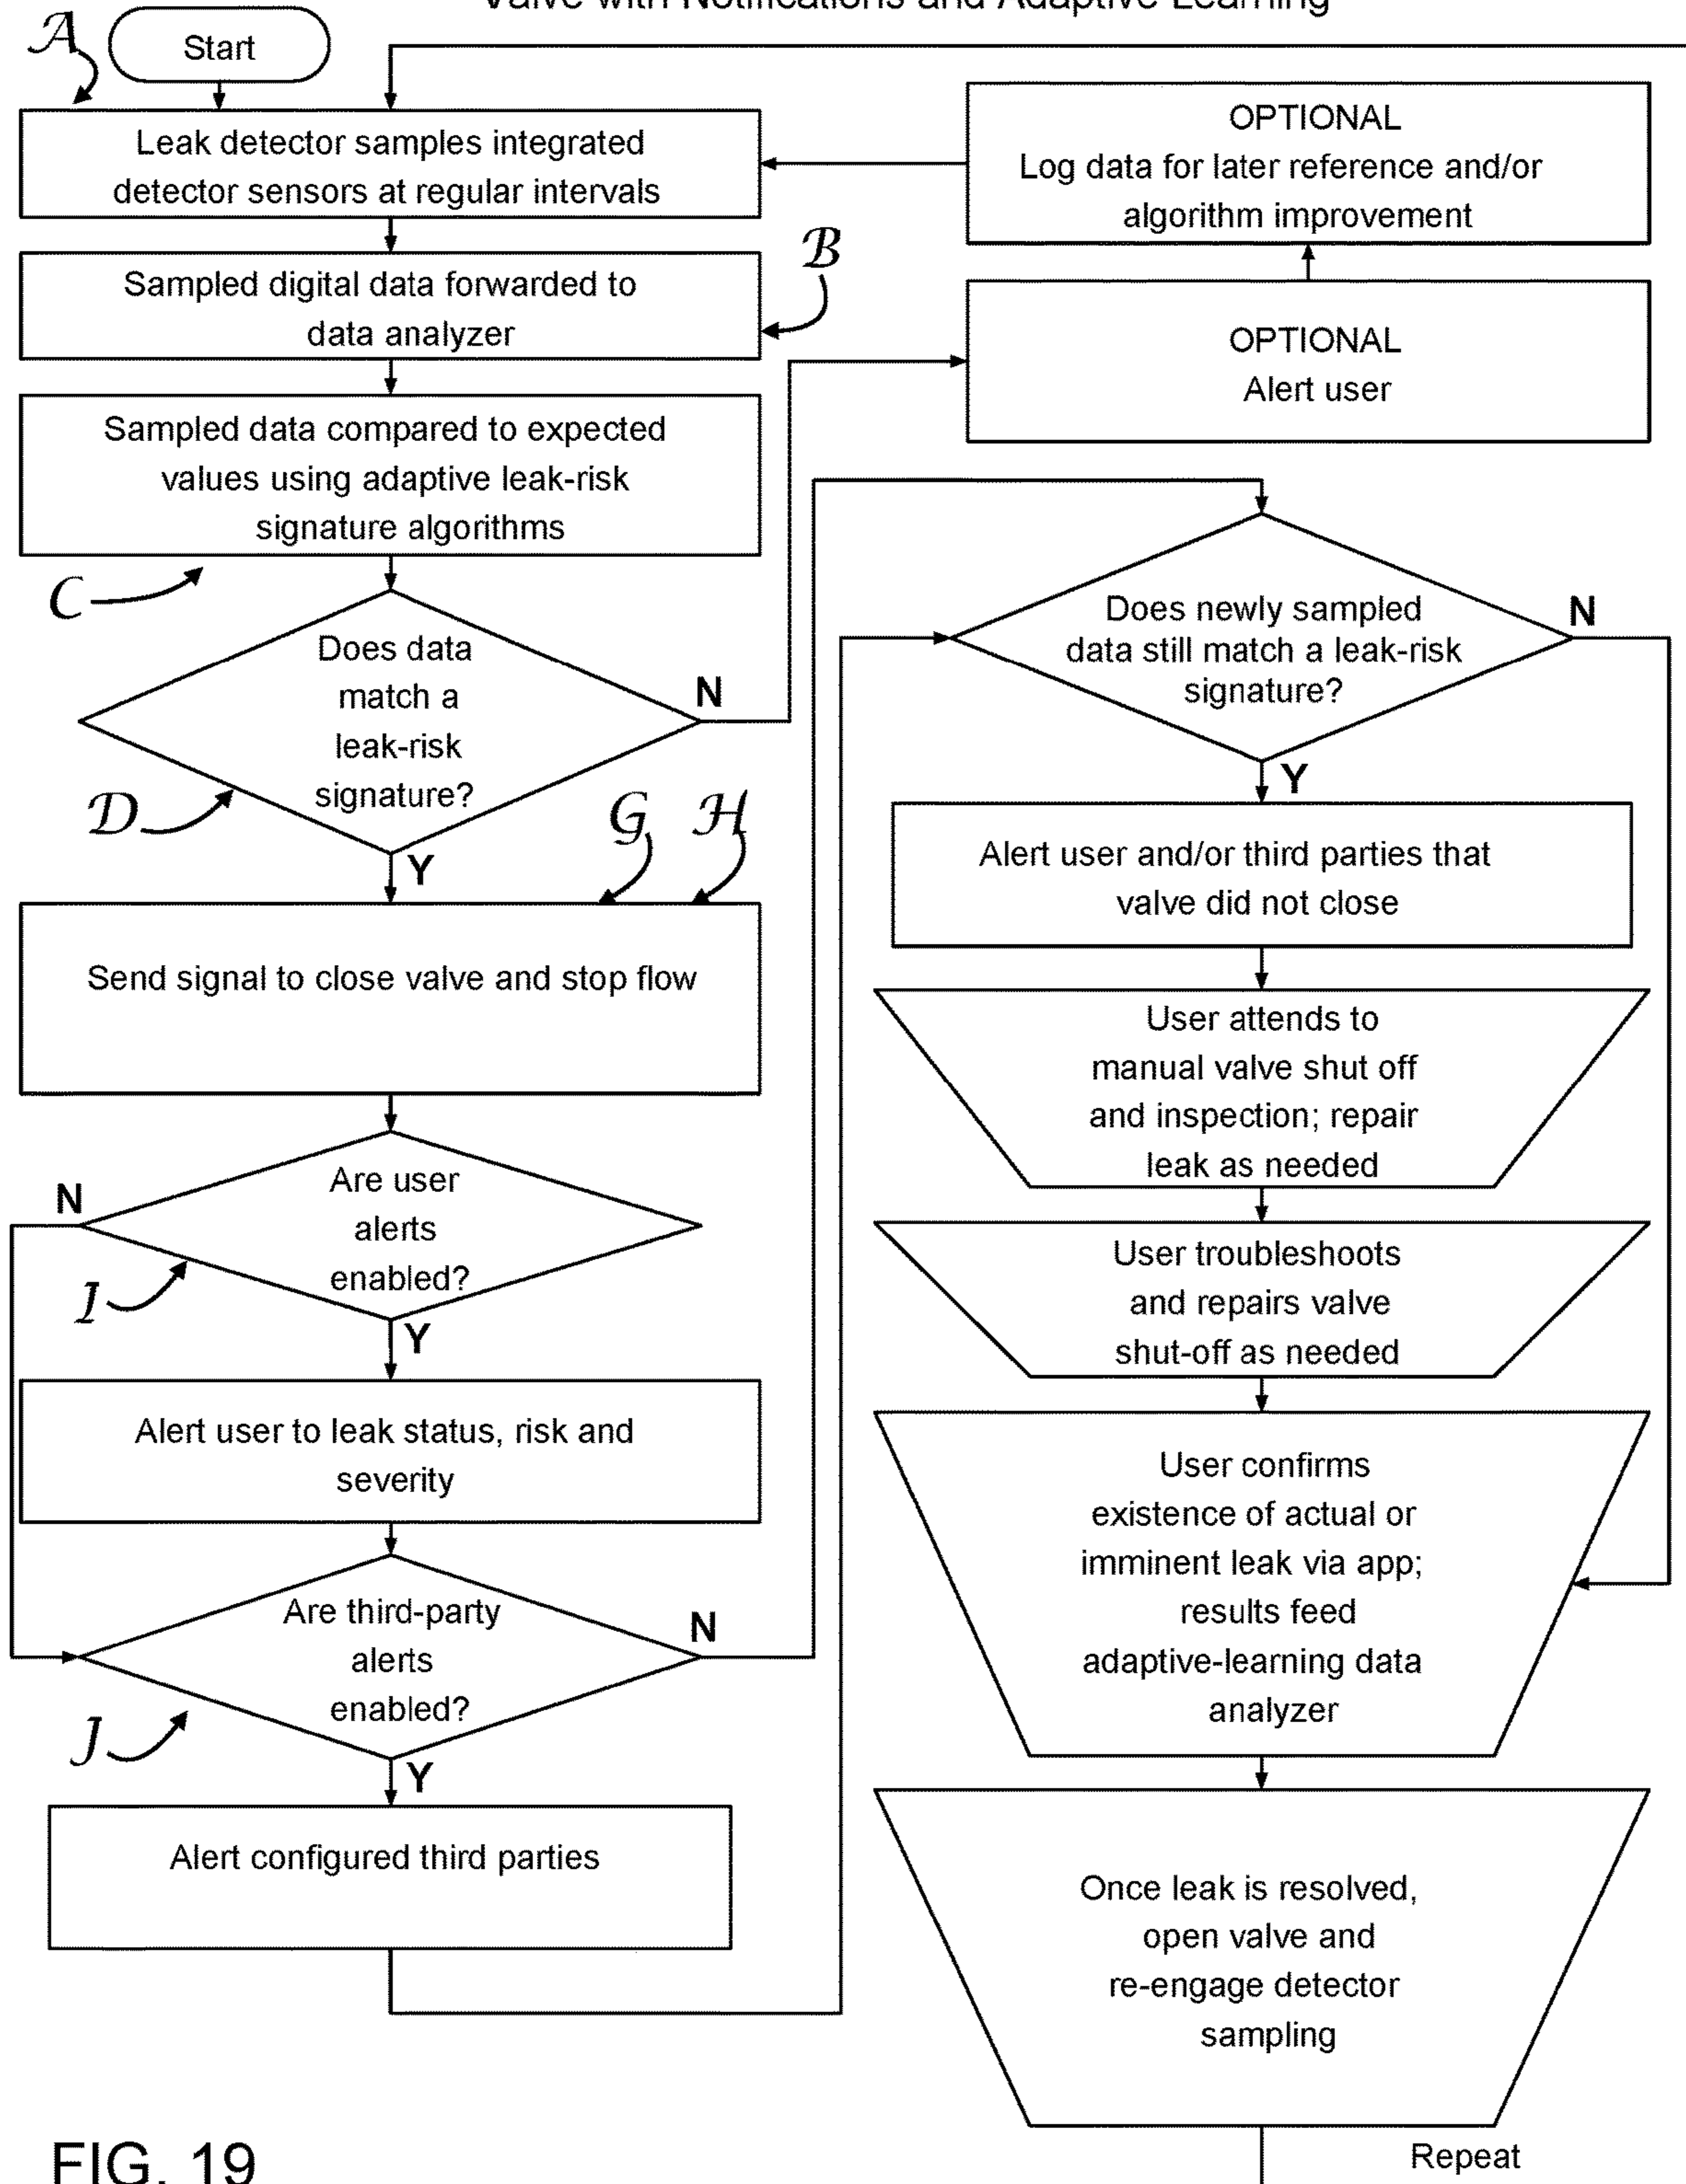 Valve with Notifications and Adaptive Learning
A
Start
Leak detector samples integrated
detector sensors at regular intervals
B
Sampled digital data forwarded to
data analyzer
Sampled data compared to expected
values using adaptive leak-risk
signature algorithms
C
Does data
match a
leak-risk
signature?
N
D
Y
G
H
Send signal to close valve and stop flow
Are user
alerts
enabled?
N
I
Y
Alert user to leak status, risk and
severity
Are third-party
alerts
enabled?
N
J
Y
Alert configured third parties
OPTIONAL
Log data for later reference and/or
algorithm improvement
OPTIONAL
Alert user
Does newly sampled
data still match a leak-risk
signature?
N
Y
Alert user and/or third parties that
valve did not close
User attends to
manual valve shut off
and inspection; repair
leak as needed
User troubleshoots
and repairs valve
shut-off as needed
User confirms
existence of actual or
imminent leak via app;
results feed
adaptive-learning data
analyzer
Once leak is resolved,
open valve and
re-engage detector
sampling
Repeat
FIG. 19